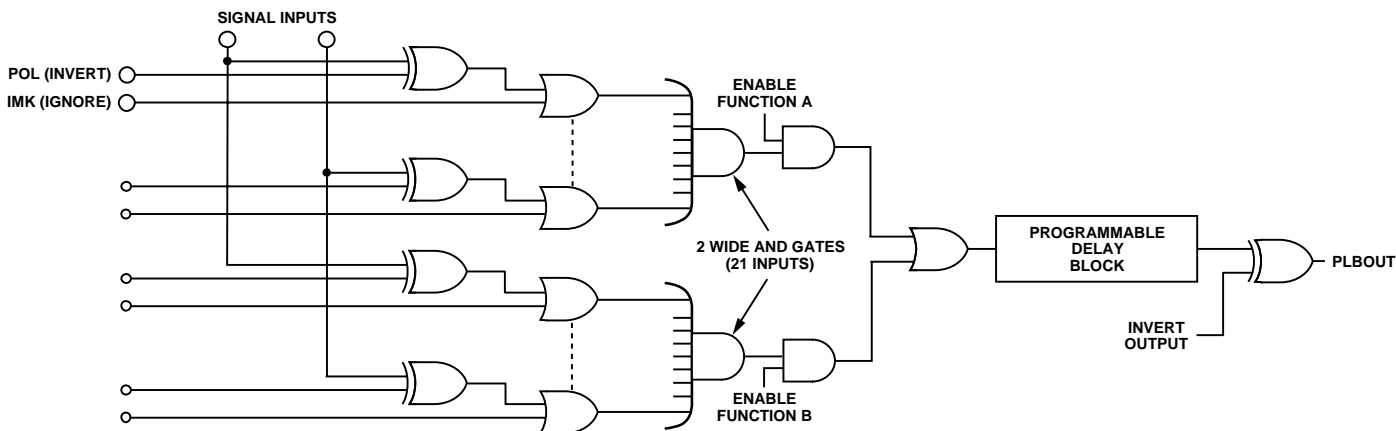 SIGNAL INPUTS
POL (INVERT)
IMK (IGNORE)
ENABLE
FUNCTION A
2 WIDE AND GATES
(21 INPUTS)
PROGRAMMABLE
DELAY
BLOCK
PLBOUT
INVERT
OUTPUT
ENABLE
FUNCTION B